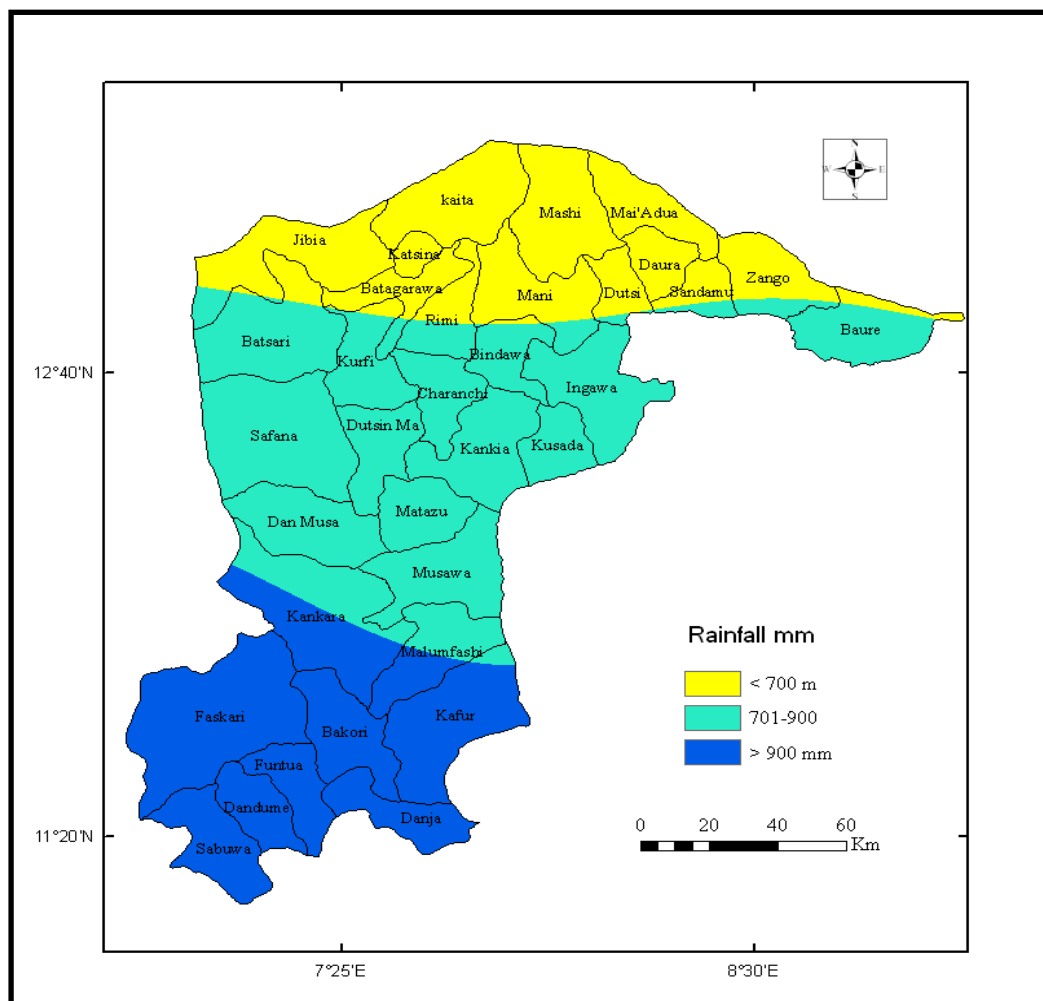 N
W E
S
kaita
Mashi
Mai'Adua
Jibia
Katsina
Daura
Zango
Batagarawa
Mani
Dutsi
Sandamu
Rimi
Baure
Batsari
Kurfi
Bindawa
12°40'N
Charanchi
Ingawa
Safana
Dutsin Ma
Kankia
Kusada
Dan Musa
Matazu
Musawa
Kankara
Malumfashi
Rainfall mm
< 700 m
701-900
> 900 mm
Faskari
Kafur
Bakori
Funtua
Dandume
Danja
11°20'N
Sabuwa
0 20 40 60
Km
7°25'E
8°30'E